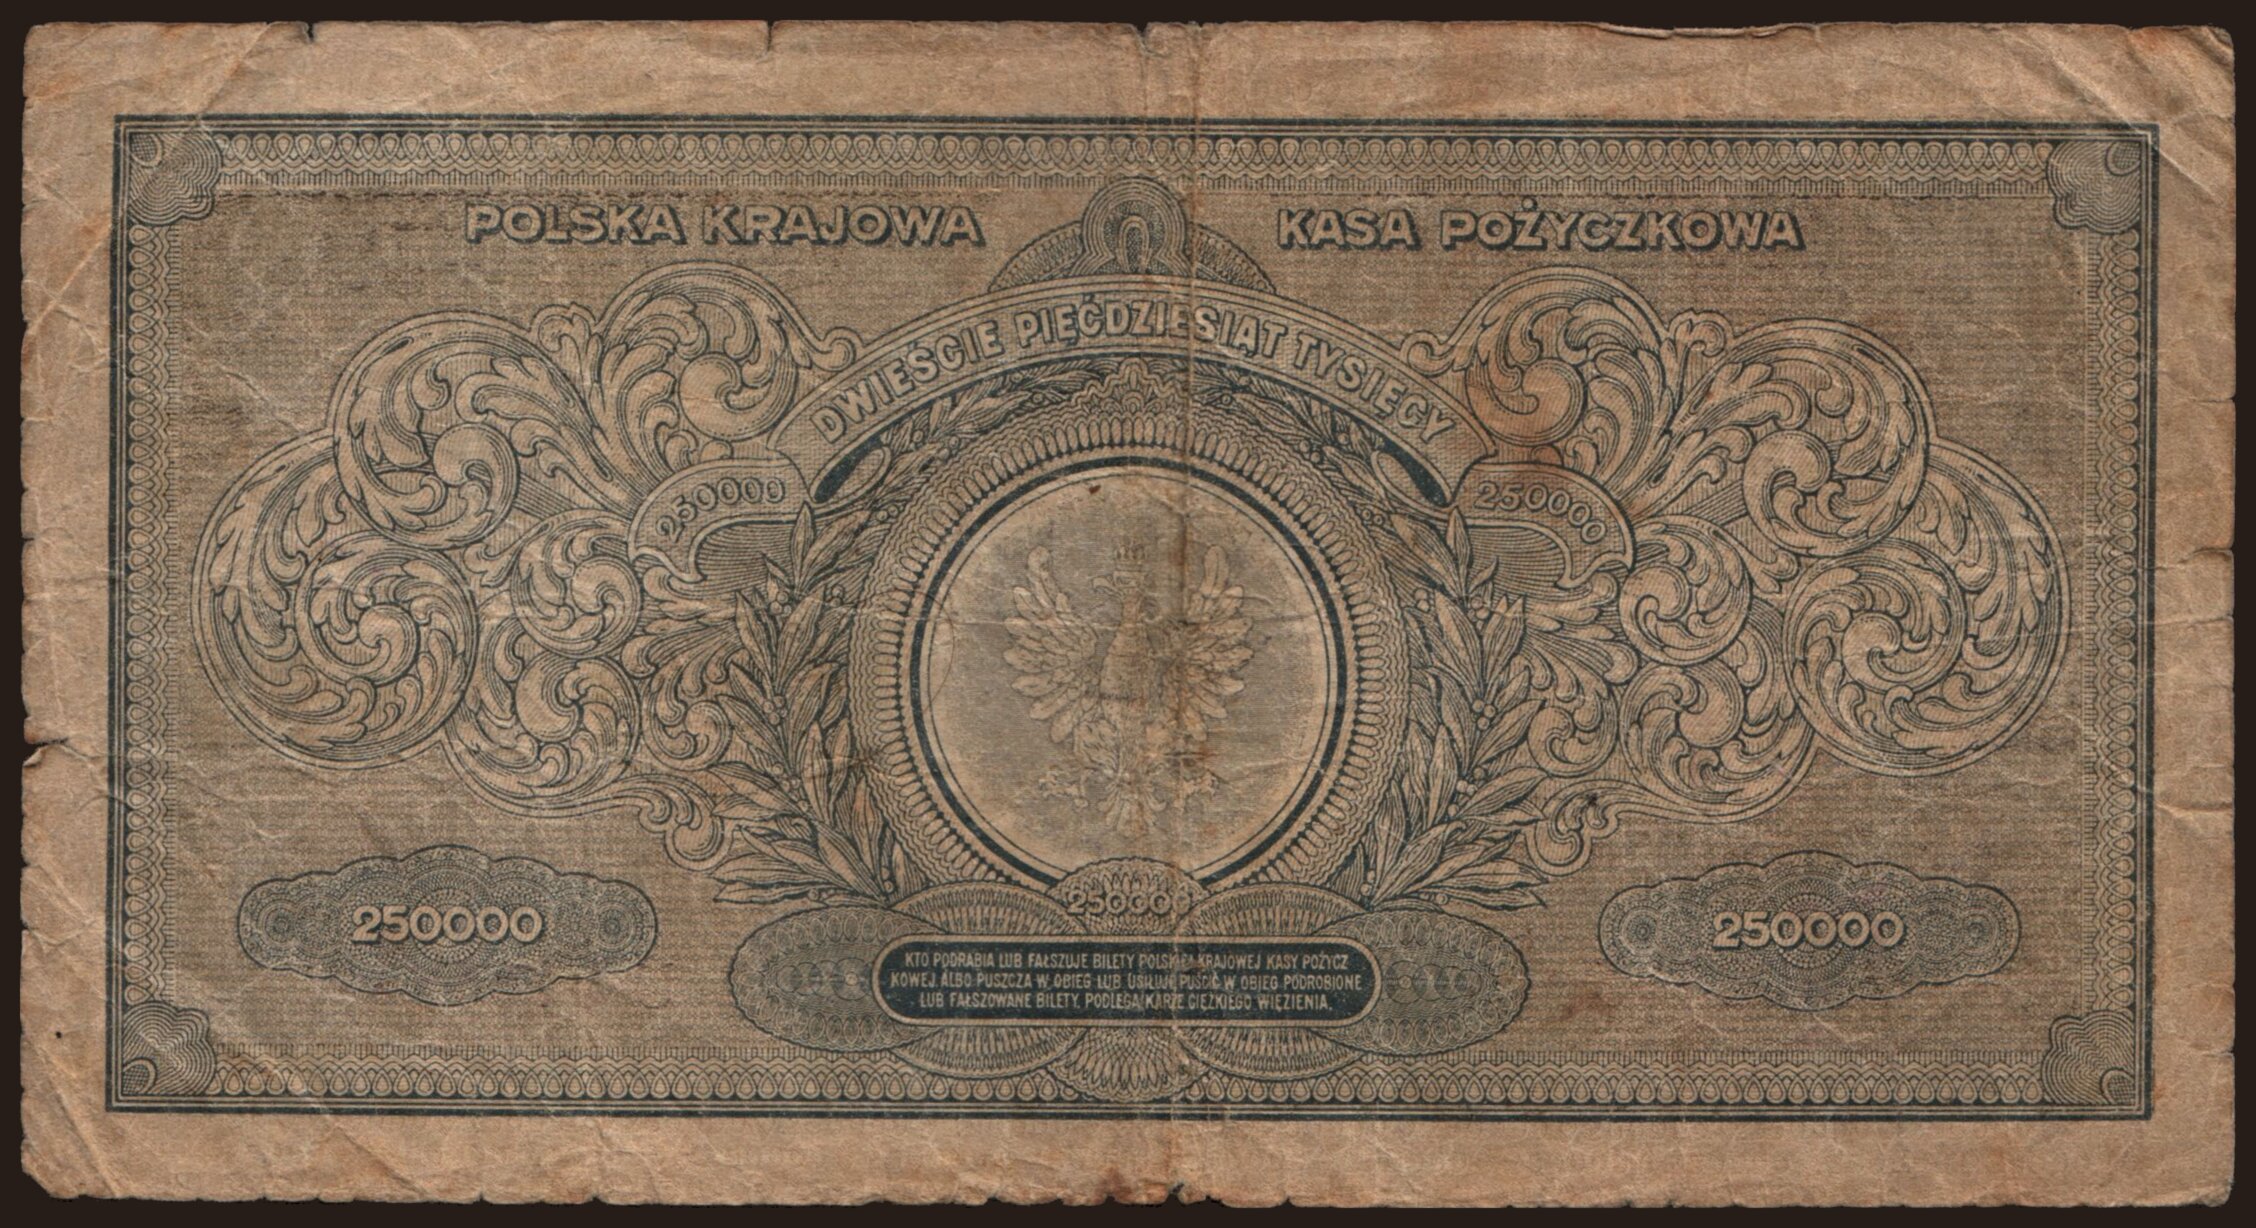 POLSKA KRAJOWA KASA POŻYCZKOWA
DWIEŚCIE PIĘĆDZIESIĄT TYSIĘCY
250000 250000
250000 250000 250000
KTO PODRABIA LUB FAŁSZUJE BILETY POLSKIEJ KRAJOWEJ KASY POŻYCZ
KOWEJ ALBO PUSZCZA W OBIEG LUB USIŁUJE PUŚCIĆ W OBIEG PODROBIONE
LUB FAŁSZOWANE BILETY, PODLEGA KARZE CIĘŻKIEGO WIĘZIENIA.